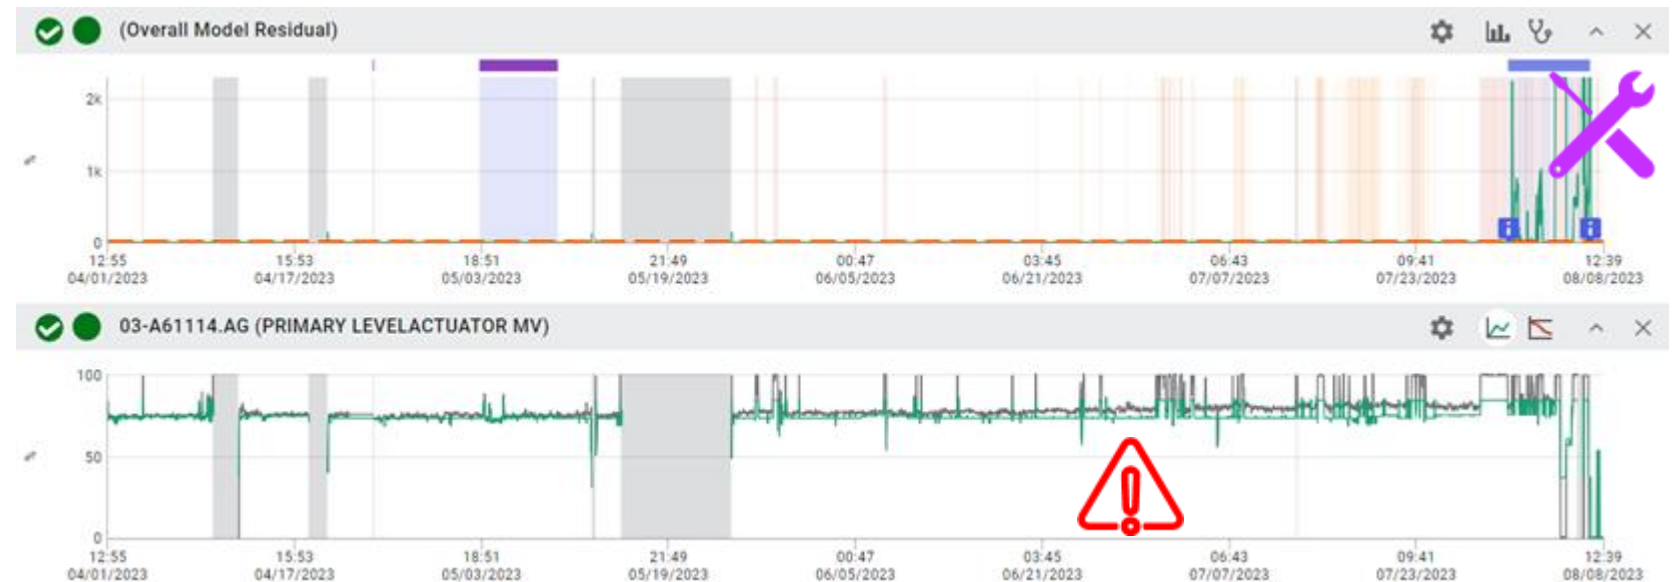 (Overall Model Residual)
2k
1k
0
12:55 15:53 18:51 21:49 00:47 03:45 06:43 09:41 12:39
04/01/2023 04/17/2023 05/03/2023 05/19/2023 06/05/2023 06/21/2023 07/07/2023 07/23/2023 08/08/2023
03-A61114.AG (PRIMARY LEVELACTUATOR MV)
100
50
0
12:55 15:53 18:51 21:49 00:47 03:45 06:43 09:41 12:39
04/01/2023 04/17/2023 05/03/2023 05/19/2023 06/05/2023 06/21/2023 07/07/2023 07/23/2023 08/08/2023